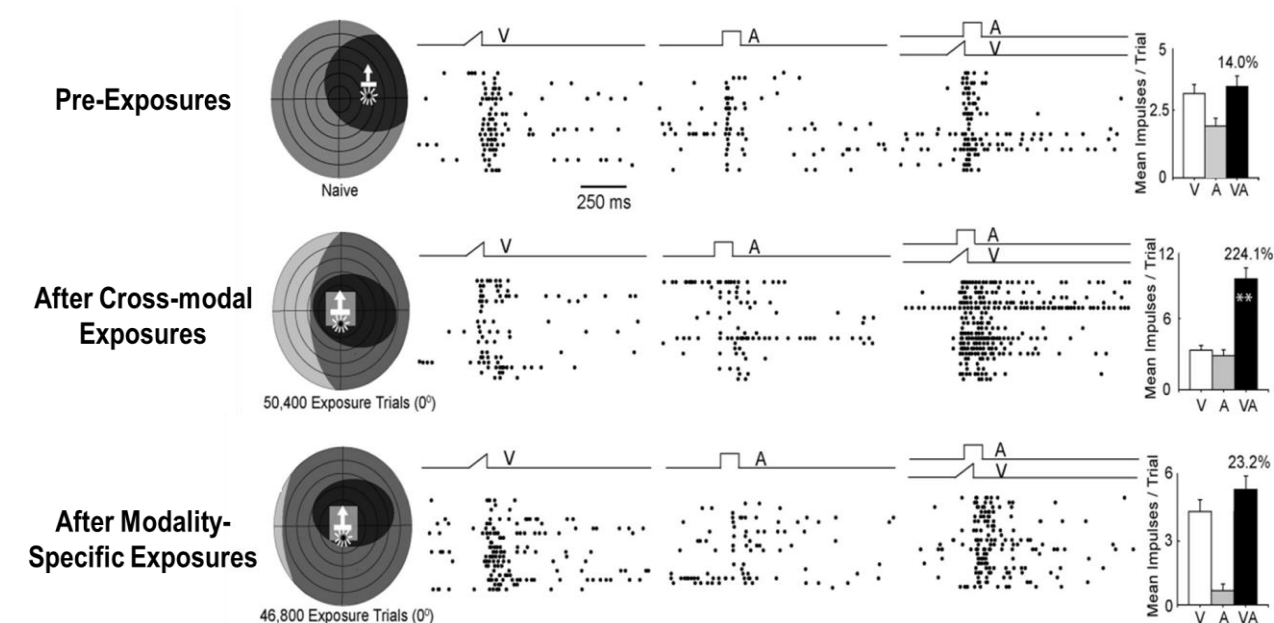 Pre-Exposures
Naive
V
250 ms
A
A
V
Mean Impulses / Trial
5
2.5
0
14.0%
V A VA
After Cross-modal
Exposures
50,400 Exposure Trials (0⁰)
V
A
A
V
Mean Impulses / Trial
12
6
0
224.1%
**
V A VA
After Modality-
Specific Exposures
46,800 Exposure Trials (0⁰)
V
A
A
V
Mean Impulses / Trial
6
3
0
23.2%
V A VA